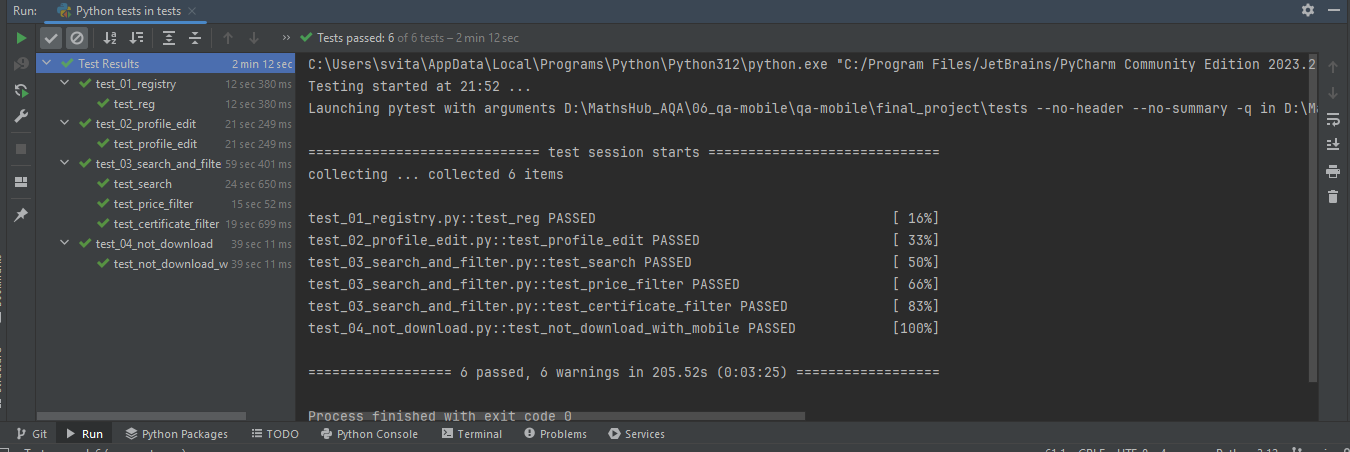 Run: Python tests in tests
Tests passed: 6 of 6 tests – 2 min 12 sec
Test Results 2 min 12 sec
test_01_registry 12 sec 380 ms
test_reg 12 sec 380 ms
test_02_profile_edit 21 sec 249 ms
test_profile_edit 21 sec 249 ms
test_03_search_and_filte 59 sec 401 ms
test_search 24 sec 650 ms
test_price_filter 15 sec 52 ms
test_certificate_filter 19 sec 699 ms
test_04_not_download 39 sec 11 ms
test_not_download_w 39 sec 11 ms
C:\Users\svita\AppData\Local\Programs\Python\Python312\python.exe "C:/Program Files/JetBrains/PyCharm Community Edition 2023.2
Testing started at 21:52 ...
Launching pytest with arguments D:\MathsHub_AQA\06_qa-mobile\qa-mobile\final_project\tests --no-header --no-summary -q in D:\Ma
============================= test session starts =============================
collecting ... collected 6 items
test_01_registry.py::test_reg PASSED [ 16%]
test_02_profile_edit.py::test_profile_edit PASSED [ 33%]
test_03_search_and_filter.py::test_search PASSED [ 50%]
test_03_search_and_filter.py::test_price_filter PASSED [ 66%]
test_03_search_and_filter.py::test_certificate_filter PASSED [ 83%]
test_04_not_download.py::test_not_download_with_mobile PASSED [100%]
================== 6 passed, 6 warnings in 205.52s (0:03:25) ==================
Process finished with exit code 0
Git Run Python Packages TODO Python Console Terminal Problems Services